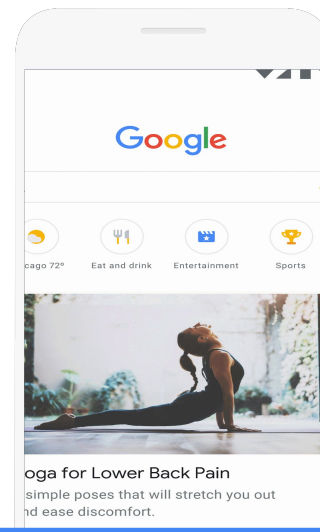 Google
cago 72°
Eat and drink
Entertainment
Sports
oga for Lower Back Pain
simple poses that will stretch you out
nd ease discomfort.